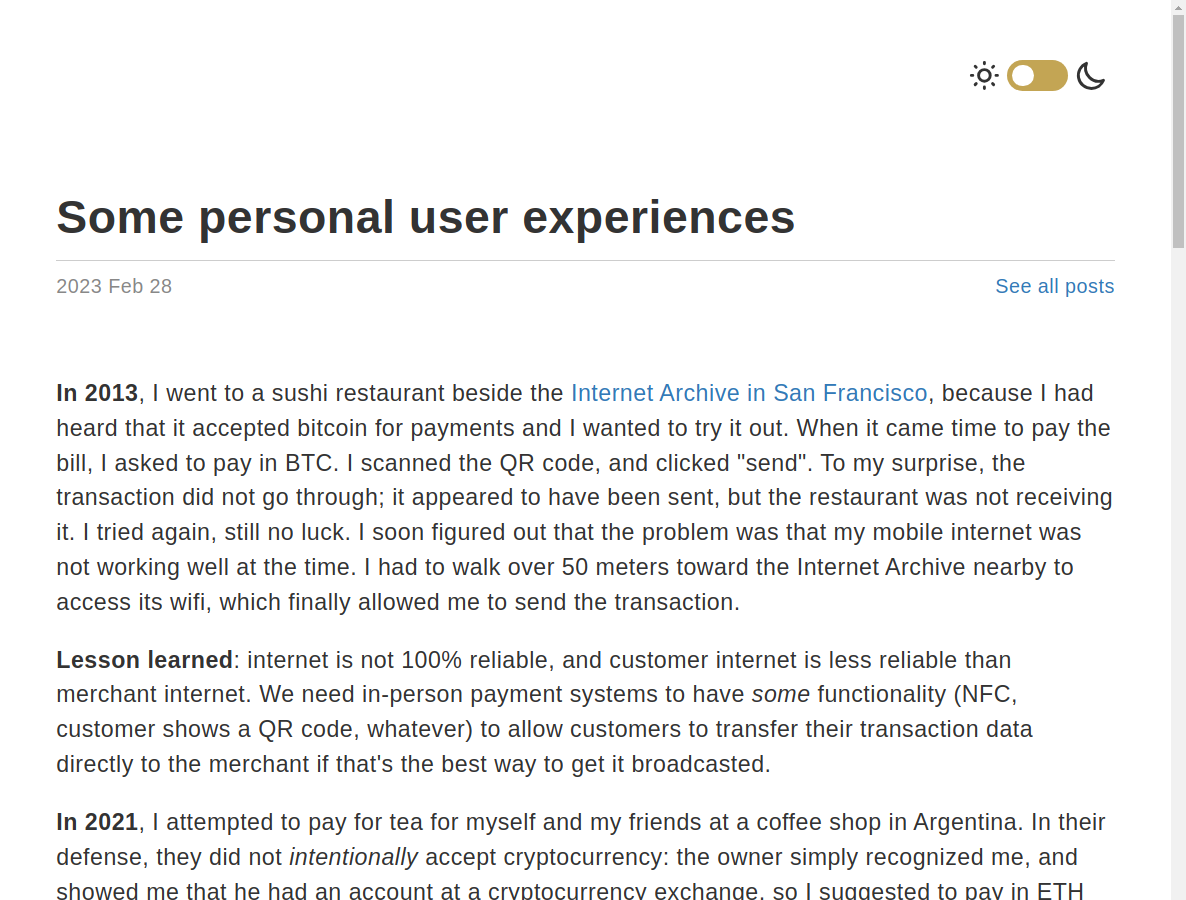 Some personal user experiences
2023 Feb 28
See all posts
In 2013, I went to a sushi restaurant beside the Internet Archive in San Francisco, because I had
heard that it accepted bitcoin for payments and I wanted to try it out. When it came time to pay the
bill, I asked to pay in BTC. I scanned the QR code, and clicked "send". To my surprise, the
transaction did not go through; it appeared to have been sent, but the restaurant was not receiving
it. I tried again, still no luck. I soon figured out that the problem was that my mobile internet was
not working well at the time. I had to walk over 50 meters toward the Internet Archive nearby to
access its wifi, which finally allowed me to send the transaction.
Lesson learned: internet is not 100% reliable, and customer internet is less reliable than
merchant internet. We need in-person payment systems to have some functionality (NFC,
customer shows a QR code, whatever) to allow customers to transfer their transaction data
directly to the merchant if that's the best way to get it broadcasted.
In 2021, I attempted to pay for tea for myself and my friends at a coffee shop in Argentina. In their
defense, they did not intentionally accept cryptocurrency: the owner simply recognized me, and
showed me that he had an account at a cryptocurrency exchange, so I suggested to pay in ETH